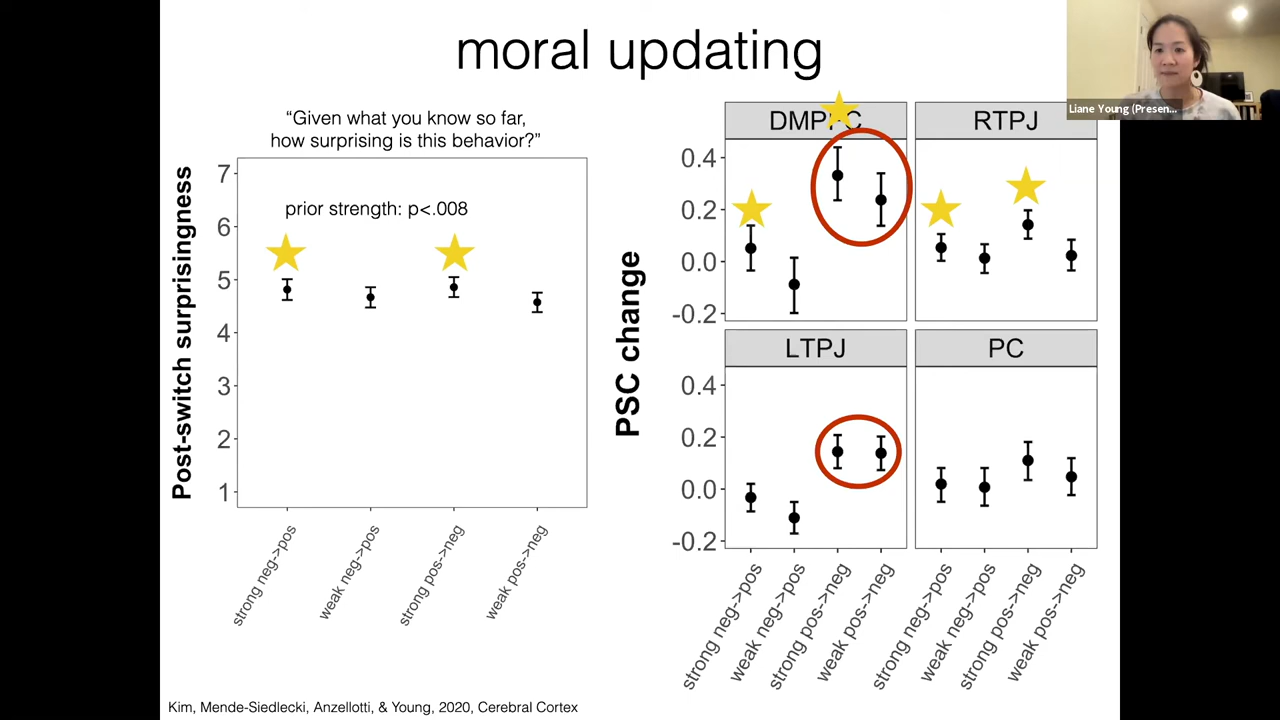 moral updating
Liane Young (Presen...
“Given what you know so far,
how surprising is this behavior?”
prior strength: p<.008
Post-switch surprisingness
7
6
5
4
3
2
1
strong neg->pos
weak neg->pos
strong pos->neg
weak pos->neg
PSC change
DMPFC
RTPJ
0.4
0.2
0.0
-0.2
LTPJ
PC
0.4
0.2
0.0
-0.2
strong neg->pos
weak neg->pos
strong pos->neg
weak pos->neg
strong neg->pos
weak neg->pos
strong pos->neg
weak pos->neg
Kim, Mende-Siedlecki, Anzellotti, & Young, 2020, Cerebral Cortex